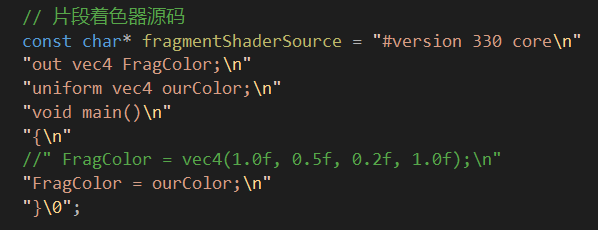 // 片段着色器源码
const char* fragmentShaderSource = "#version 330 core\n"
"out vec4 FragColor;\n"
"uniform vec4 ourColor;\n"
"void main()\n"
"{\n"
//" FragColor = vec4(1.0f, 0.5f, 0.2f, 1.0f);\n"
"FragColor = ourColor;\n"
"}\0";